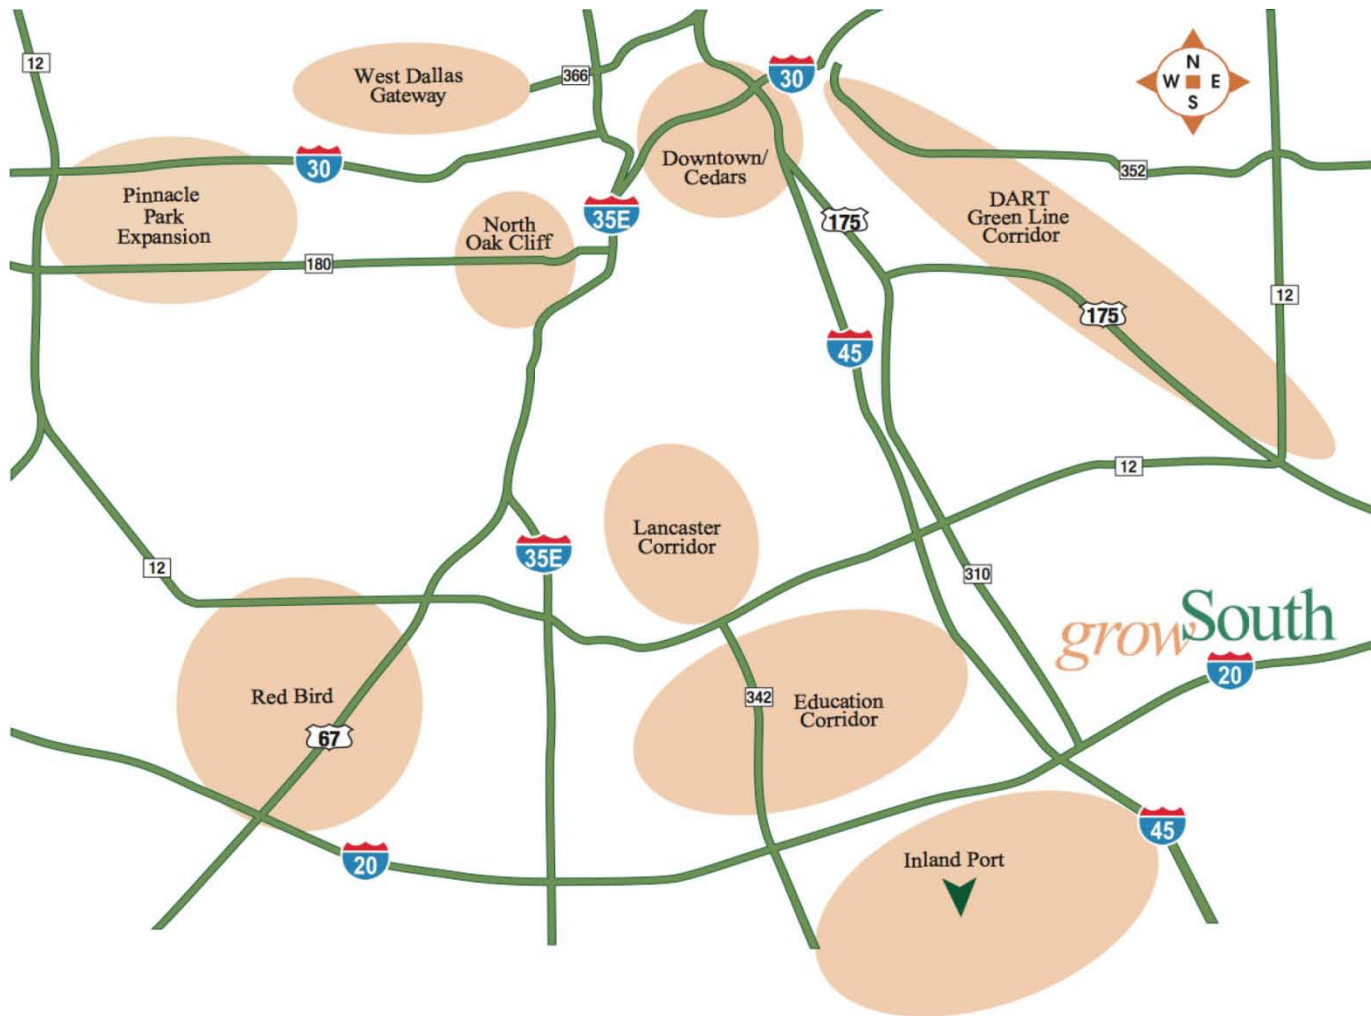 12
West Dallas
Gateway
366
30
N
W E
S
30
Downtown/
Cedars
352
Pinnacle
Park
Expansion
North
Oak Cliff
35E
175
DART
Green Line
Corridor
180
12
175
45
12
Lancaster
Corridor
35E
12
310
growSouth
20
Red Bird
67
342
Education
Corridor
45
20
Inland Port